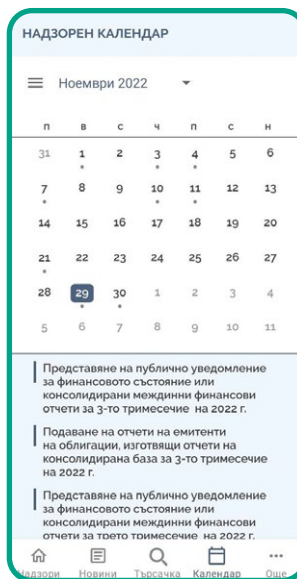 НАДЗОРЕН КАЛЕНДАР
Ноември 2022
п в с ч п с н
31 1 2 3 4 5 6
7 8 9 10 11 12 13
14 15 16 17 18 19 20
21 22 23 24 25 26 27
28 29 30 1 2 3 4
5 6 7 8 9 10 11
Представяне на публично уведомление
за финансовото състояние или
консолидирани междинни финансови
отчети за 3-то тримесечие на 2022 г.
Подаване на отчети на емитенти
на облигации, изготвящи отчети на
консолидирана база за 3-то тримесечие
на 2022 г.
Представяне на публично уведомление
за финансовото състояние или
консолидирани междинни финансови
отчети за трето тримесечие на 2022 г.
Надзори Новини Търсачка Календар Още